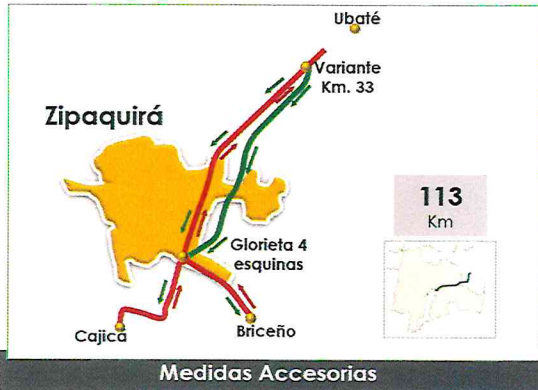 Ubaté
Variante
Km. 33
Zipaquirá
113
Km
Glorieta 4
esquinas
Cajicá
Briceño
Medidas Accesorias